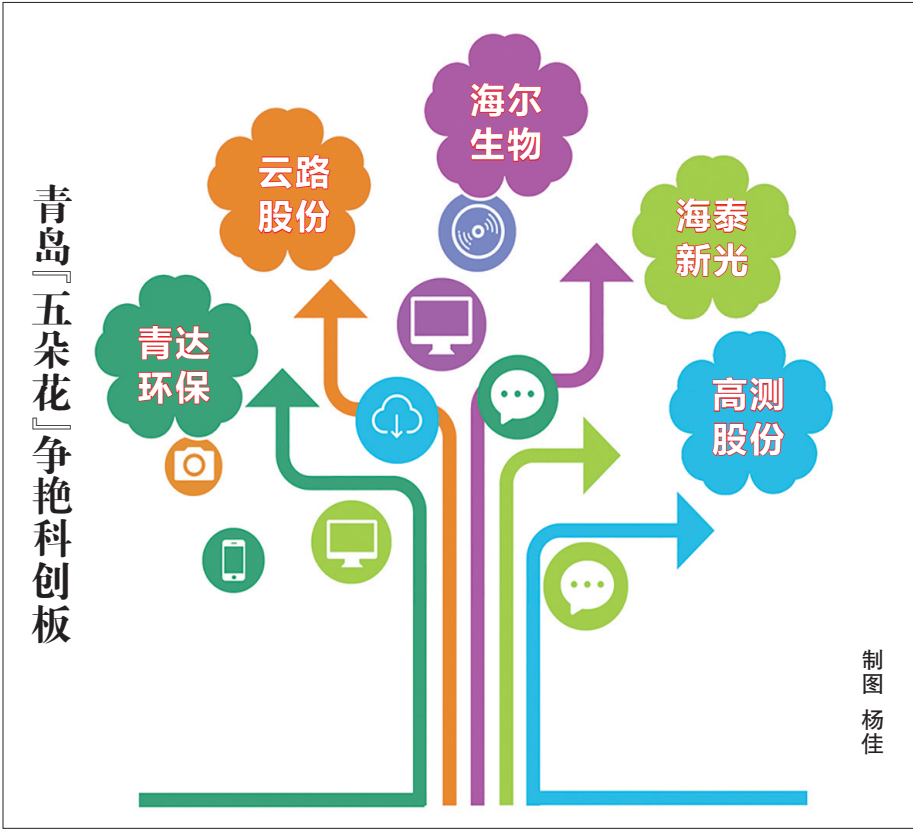 青岛『五朵花』争艳科创板
海尔
生物
云路
股份
海泰
新光
青达
环保
高测
股份
制图 杨佳